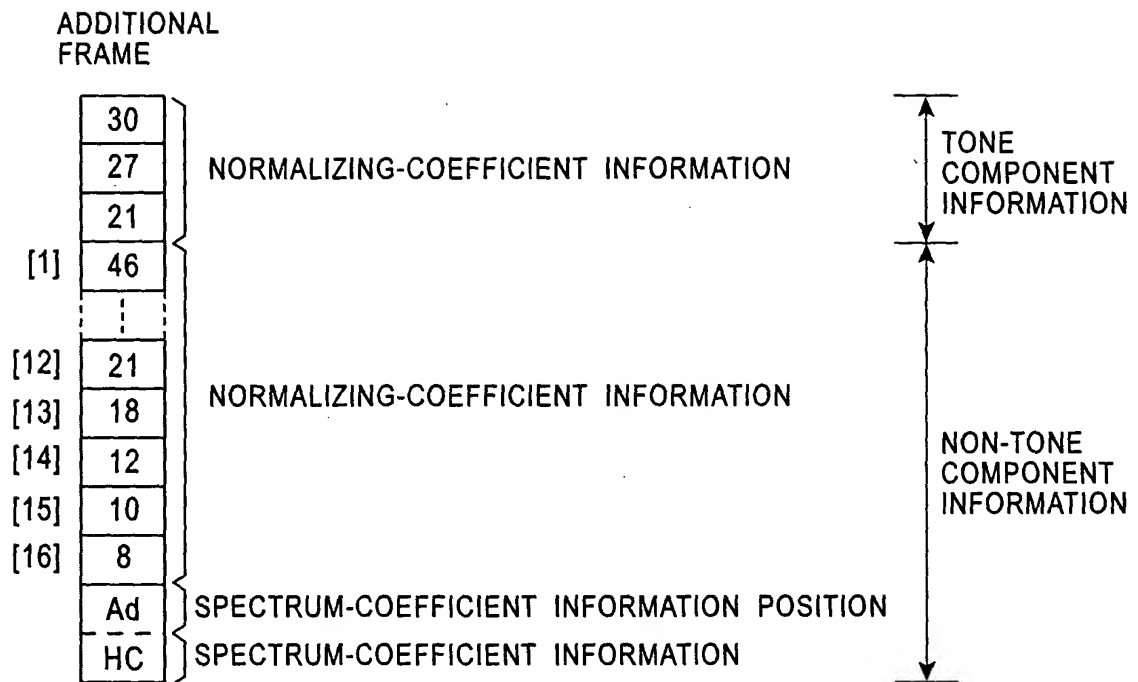 ADDITIONAL
FRAME
30
27
21
NORMALIZING-COEFFICIENT INFORMATION
TONE
COMPONENT
INFORMATION
[1] 46
[12] 21
[13] 18
[14] 12
[15] 10
[16] 8
NORMALIZING-COEFFICIENT INFORMATION
NON-TONE
COMPONENT
INFORMATION
Ad SPECTRUM-COEFFICIENT INFORMATION POSITION
HC SPECTRUM-COEFFICIENT INFORMATION